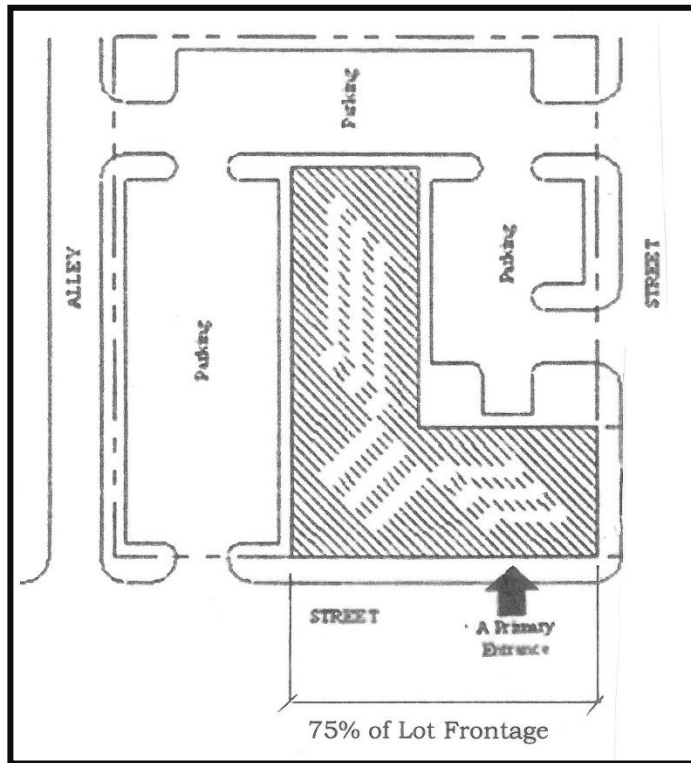 Parking
ALLEY
Parking
Parking
STREET
STREET
A Primary
Entrance
75% of Lot Frontage